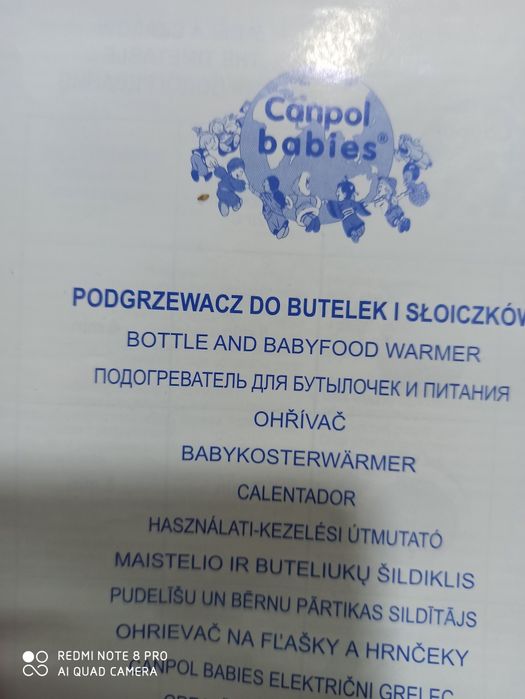 Canpol
babies®
PODGRZEWACZ DO BUTELEK I SŁOICZKÓW
BOTTLE AND BABYFOOD WARMER
ПОДОГРЕВАТЕЛЬ ДЛЯ БУТЫЛОЧЕК И ПИТАНИЯ
OHŘÍVAČ
BABYKOSTERWÄRMER
CALENTADOR
HASZNÁLATI-KEZELÉSI ÚTMUTATÓ
MAISTELIO IR BUTELIUKŲ ŠILDIKLIS
PUDELĪŠU UN BĒRNU PĀRTIKAS SILDĪTĀJS
OHRIEVAČ NA FĽAŠKY A HRNČEKY
CANPOL BABIES ELEKTRIČNI GRELEC
REDMI NOTE 8 PRO
AI QUAD CAMERA